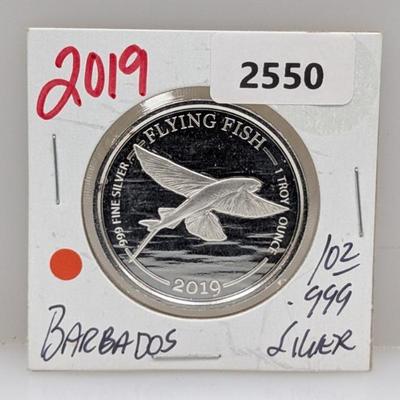 2019
2550
FLYING FISH
.999 FINE SILVER
1 TROY OUNCE
2019
1oz
.999
SILVER
BARBADOS